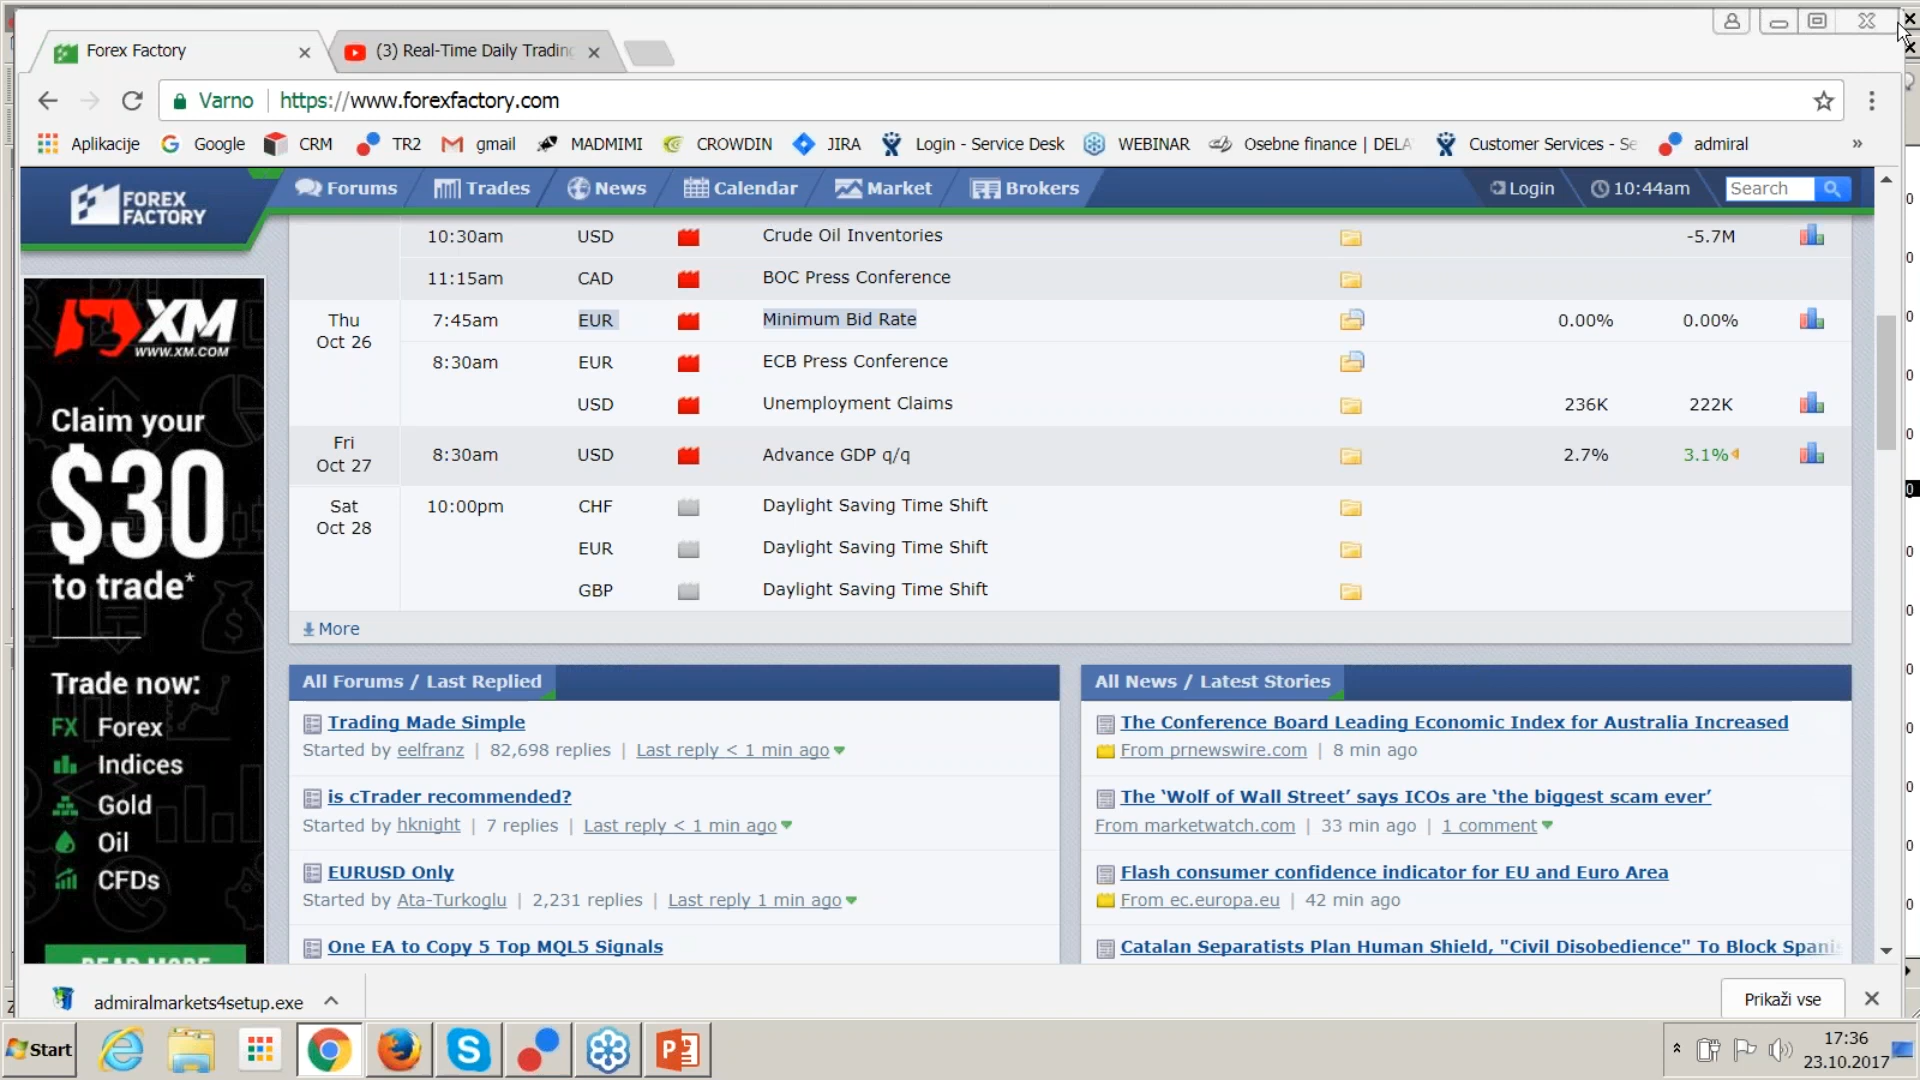 Forex Factory
(3) Real-Time Daily Trading
Varno
https://www.forexfactory.com
Aplikacije Google CRM TR2 gmail MADMIMI CROWDIN JIRA Login - Service Desk WEBINAR Osebne finance | DELA Customer Services - Se admiral »
FOREX FACTORY
Forums Trades News Calendar Market Brokers Login 10:44am Search
10:30am USD Crude Oil Inventories -5.7M
11:15am CAD BOC Press Conference
Thu Oct 26 7:45am EUR Minimum Bid Rate 0.00% 0.00%
8:30am EUR ECB Press Conference
USD Unemployment Claims 236K 222K
Fri Oct 27 8:30am USD Advance GDP q/q 2.7% 3.1%
Sat Oct 28 10:00pm CHF Daylight Saving Time Shift
EUR Daylight Saving Time Shift
GBP Daylight Saving Time Shift
More
XM
WWW.XM.COM
Claim your
$30
to trade*
Trade now:
FX Forex
Indices
Gold
Oil
CFDs
READ MORE
All Forums / Last Replied
Trading Made Simple
Started by eelfranz | 82,698 replies | Last reply < 1 min ago
is cTrader recommended?
Started by hknight | 7 replies | Last reply < 1 min ago
EURUSD Only
Started by Ata-Turkoglu | 2,231 replies | Last reply 1 min ago
One EA to Copy 5 Top MQL5 Signals
All News / Latest Stories
The Conference Board Leading Economic Index for Australia Increased
From prnewswire.com | 8 min ago
The ‘Wolf of Wall Street’ says ICOs are ‘the biggest scam ever’
From marketwatch.com | 33 min ago | 1 comment
Flash consumer confidence indicator for EU and Euro Area
From ec.europa.eu | 42 min ago
Catalan Separatists Plan Human Shield, "Civil Disobedience" To Block Spani
admiralmarkets4setup.exe
Prikaži vse
Start
17:36
23.10.2017